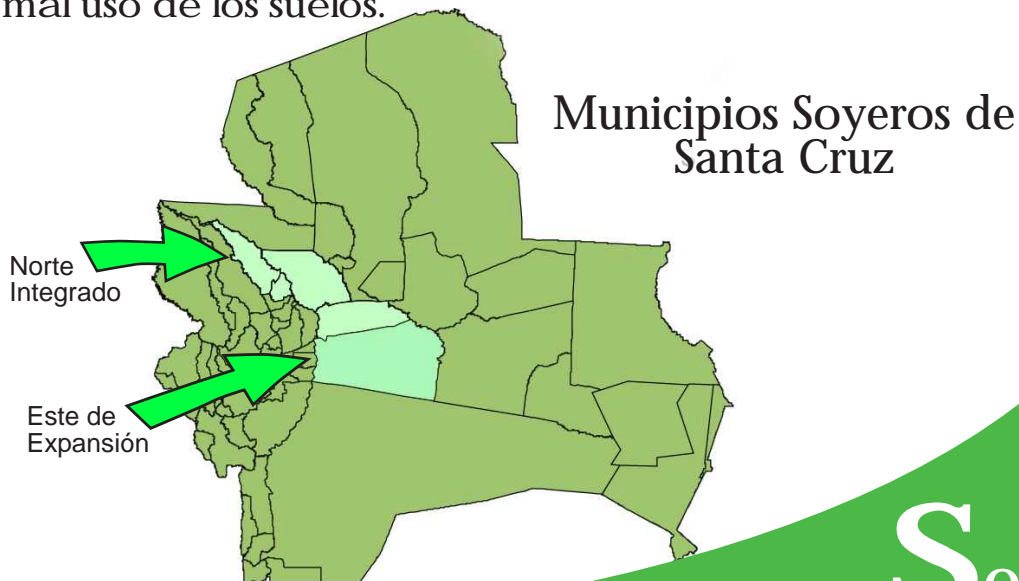 mal uso de los suelos.
Municipios Soyeros de
Santa Cruz
Norte
Integrado
Este de
Expansión